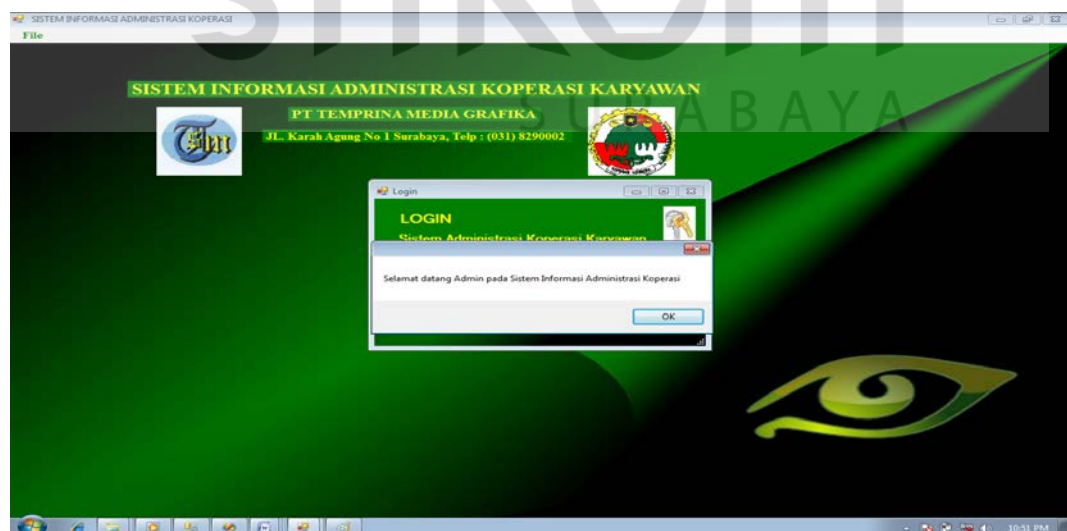 SISTEM INFORMASI ADMINISTRASI KOPERASI
File
SISTEM INFORMASI ADMINISTRASI KOPERASI KARYAWAN
PT TEMPRINA MEDIA GRAFIKA
JL. Karah Agung No 1 Surabaya, Telp : (031) 8290002
SURABAYA
Login
LOGIN
Sistem Administrasi Koperasi Karyawan
Selamat datang Admin pada Sistem Informasi Administrasi Koperasi
OK
10:51 PM